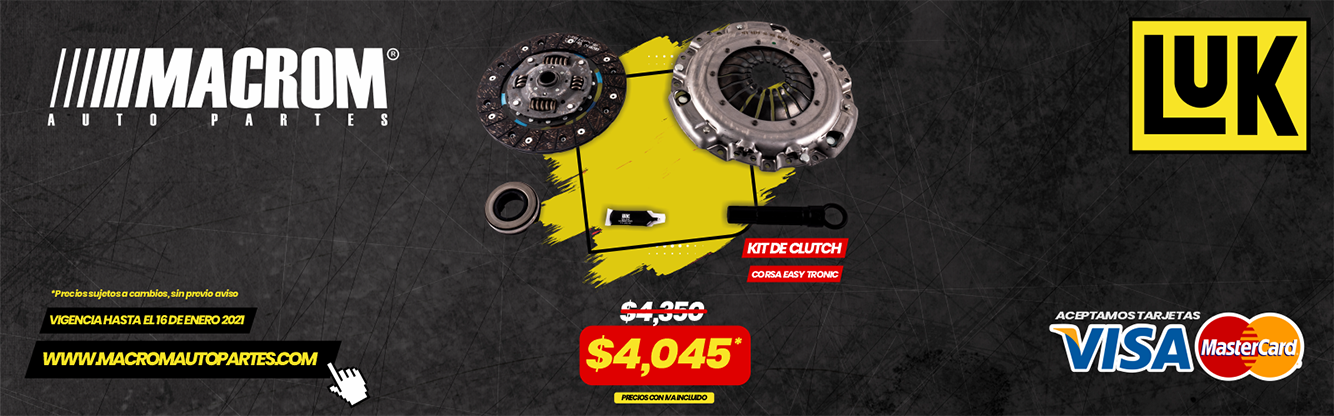 MACROM®
AUTO PARTES
LUK
LUK
KIT DE CLUTCH
CORSA EASY TRONIC
*Precios sujetos a cambios, sin previo aviso
VIGENCIA HASTA EL 16 DE ENERO 2021
WWW.MACROMAUTOPARTES.COM
$4,350
$4,045*
PRECIOS CON IVA INCLUIDO
ACEPTAMOS TARJETAS
VISA
MasterCard